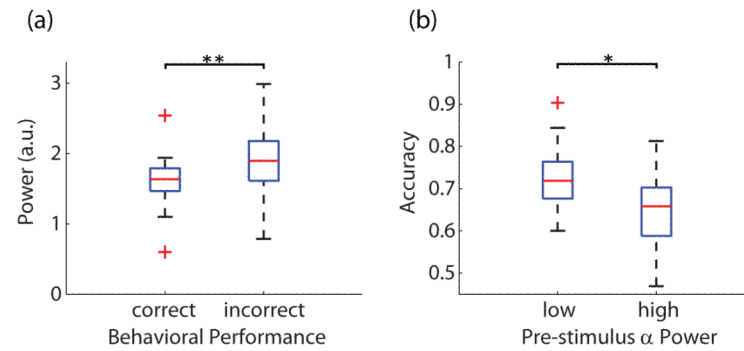 (a)
**
3
2
1
0
Power (a.u.)
correct incorrect
Behavioral Performance
(b)
*
1
0.9
0.8
0.7
0.6
0.5
Accuracy
low high
Pre-stimulus α Power